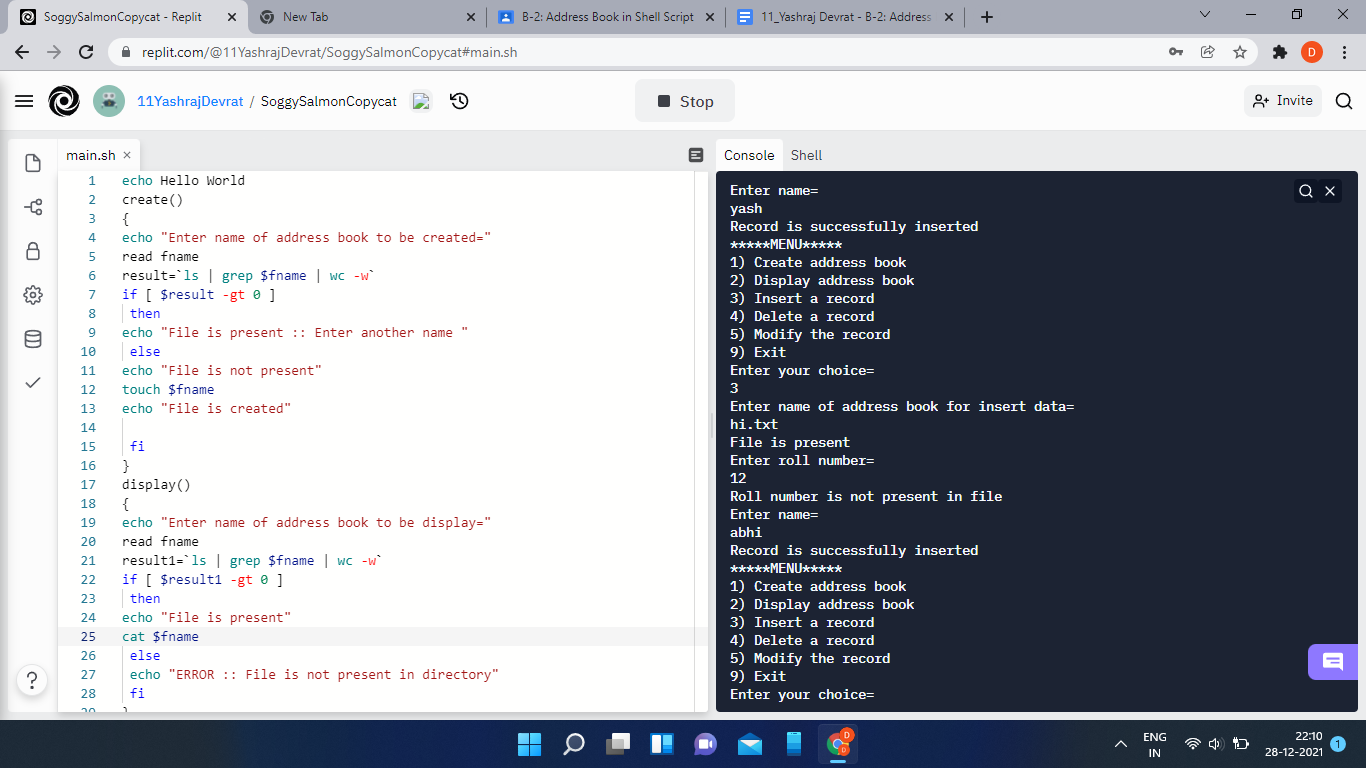 SoggySalmonCopycat - Replit
New Tab
B-2: Address Book in Shell Script
11_Yashraj Devrat - B-2: Address
replit.com/@11YashrajDevrat/SoggySalmonCopycat#main.sh
D
11YashrajDevrat / SoggySalmonCopycat
Stop
Invite
main.sh
1 echo Hello World
2 create()
3 {
4 echo "Enter name of address book to be created="
5 read fname
6 result=`ls | grep $fname | wc -w`
7 if [ $result -gt 0 ]
8 then
9 echo "File is present :: Enter another name "
10 else
11 echo "File is not present"
12 touch $fname
13 echo "File is created"
14
15 fi
16 }
17 display()
18 {
19 echo "Enter name of address book to be display="
20 read fname
21 result1=`ls | grep $fname | wc -w`
22 if [ $result1 -gt 0 ]
23 then
24 echo "File is present"
25 cat $fname
26 else
27 echo "ERROR :: File is not present in directory"
28 fi
29 }
Console
Shell
Enter name=
yash
Record is successfully inserted
*****MENU*****
1) Create address book
2) Display address book
3) Insert a record
4) Delete a record
5) Modify the record
9) Exit
Enter your choice=
3
Enter name of address book for insert data=
hi.txt
File is present
Enter roll number=
12
Roll number is not present in file
Enter name=
abhi
Record is successfully inserted
*****MENU*****
1) Create address book
2) Display address book
3) Insert a record
4) Delete a record
5) Modify the record
9) Exit
Enter your choice=
?
D
D
ENG
IN
22:10
28-12-2021
1